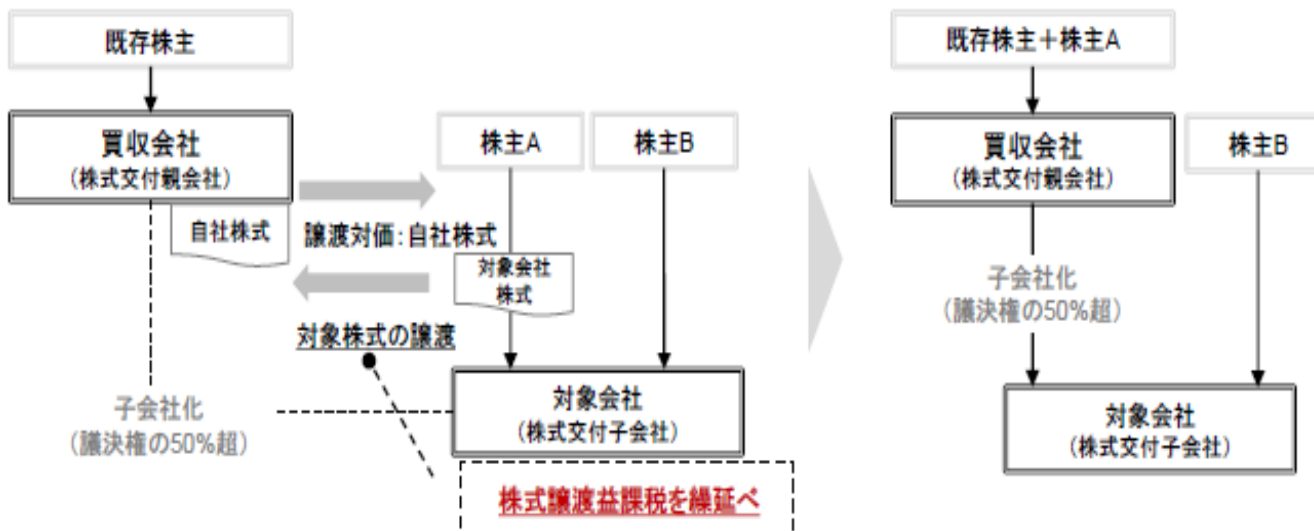 既存株主
買収会社
（株式交付親会社）
自社株式
株主A
株主B
譲渡対価：自社株式
対象会社
株式
対象株式の譲渡
子会社化
（議決権の50%超）
対象会社
（株式交付子会社）
株式譲渡益課税を繰延べ
既存株主＋株主A
買収会社
（株式交付親会社）
株主B
子会社化
（議決権の50%超）
対象会社
（株式交付子会社）